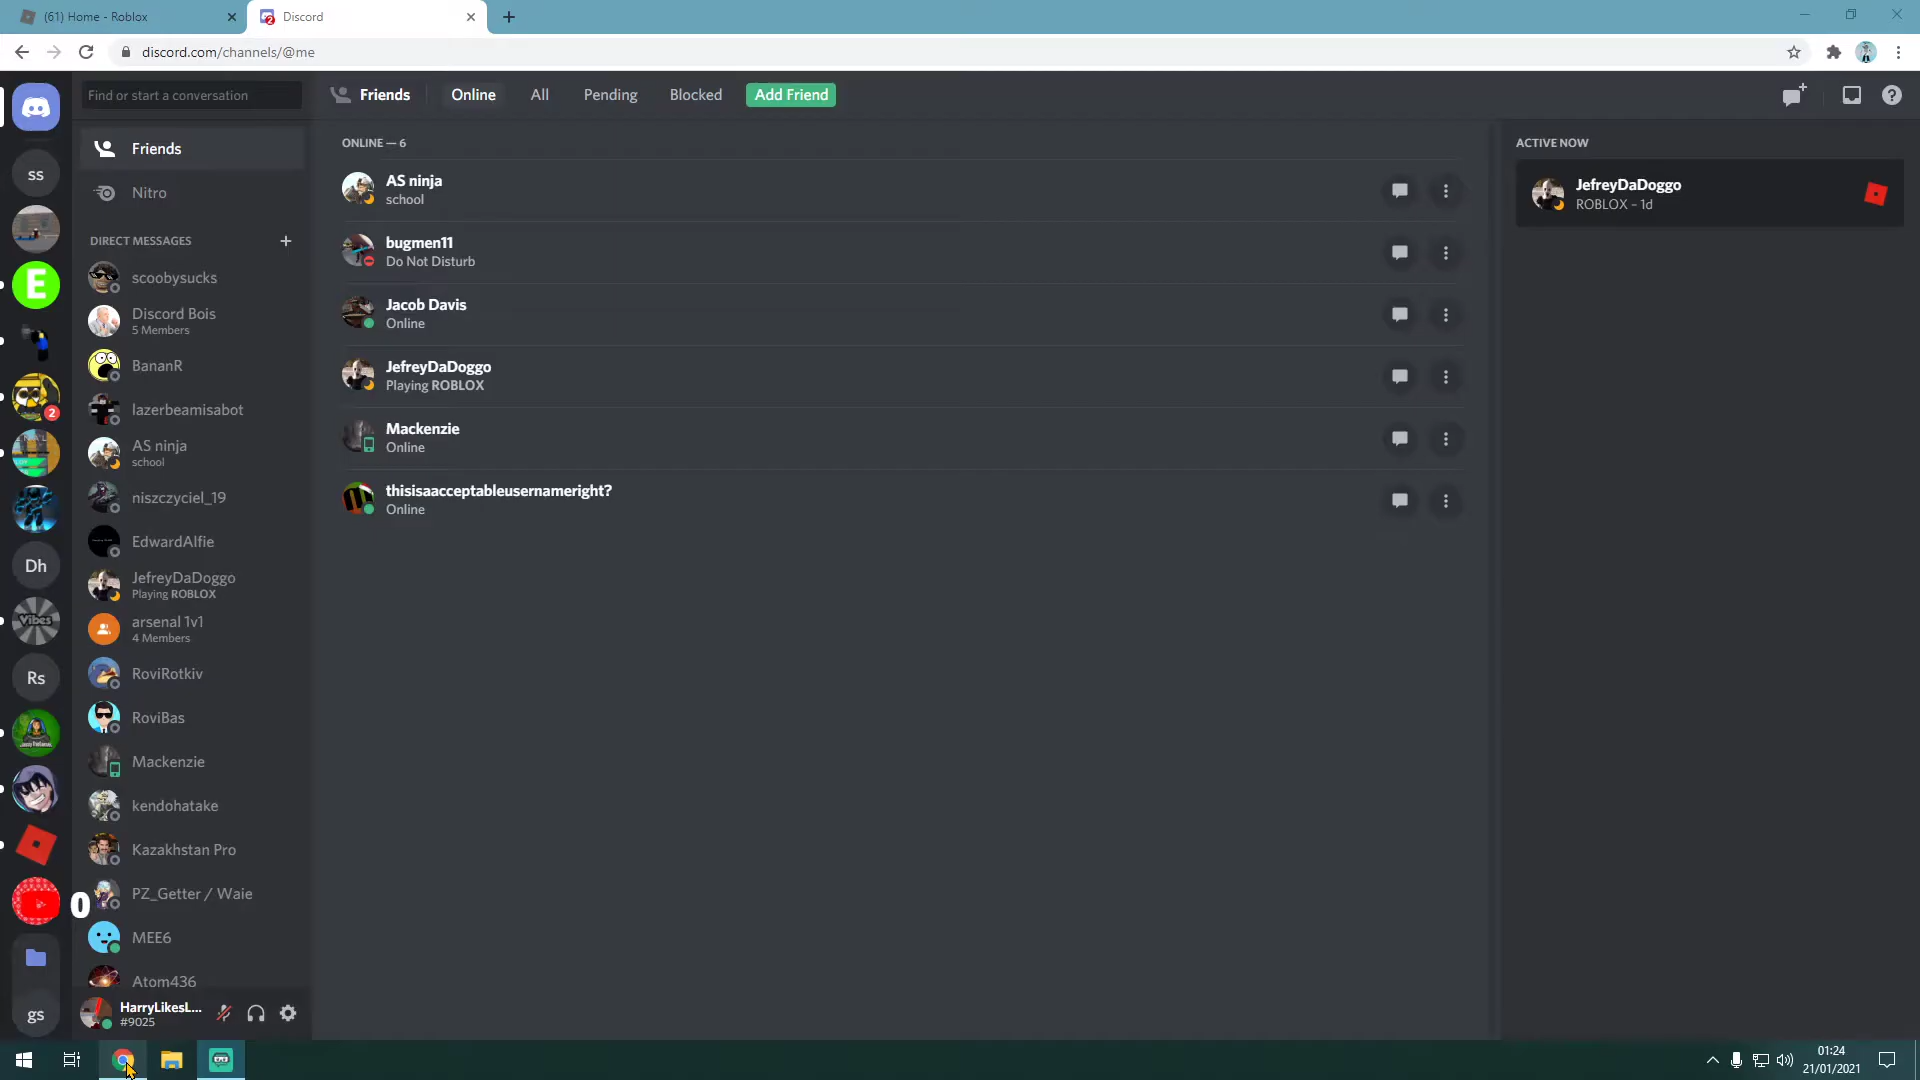 (61) Home - Roblox
Discord
discord.com/channels/@me
Find or start a conversation
Friends
Online
All
Pending
Blocked
Add Friend
Friends
Nitro
DIRECT MESSAGES
scoobysucks
Discord Bois
5 Members
BananR
lazerbeamisabot
AS ninja
school
niszczyciel_19
EdwardAlfie
JefreyDaDoggo
Playing ROBLOX
arsenal 1v1
4 Members
RoviRotkiv
RoviBas
Mackenzie
kendohatake
Kazakhstan Pro
PZ_Getter / Waie
MEE6
Atom436
HarryLikesL...
#9025
ss
E
2
Dh
Vibes
Rs
0
gs
ONLINE — 6
AS ninja
school
bugmen11
Do Not Disturb
Jacob Davis
Online
JefreyDaDoggo
Playing ROBLOX
Mackenzie
Online
thisisaacceptableusernameright?
Online
ACTIVE NOW
JefreyDaDoggo
ROBLOX – 1d
01:24
21/01/2021